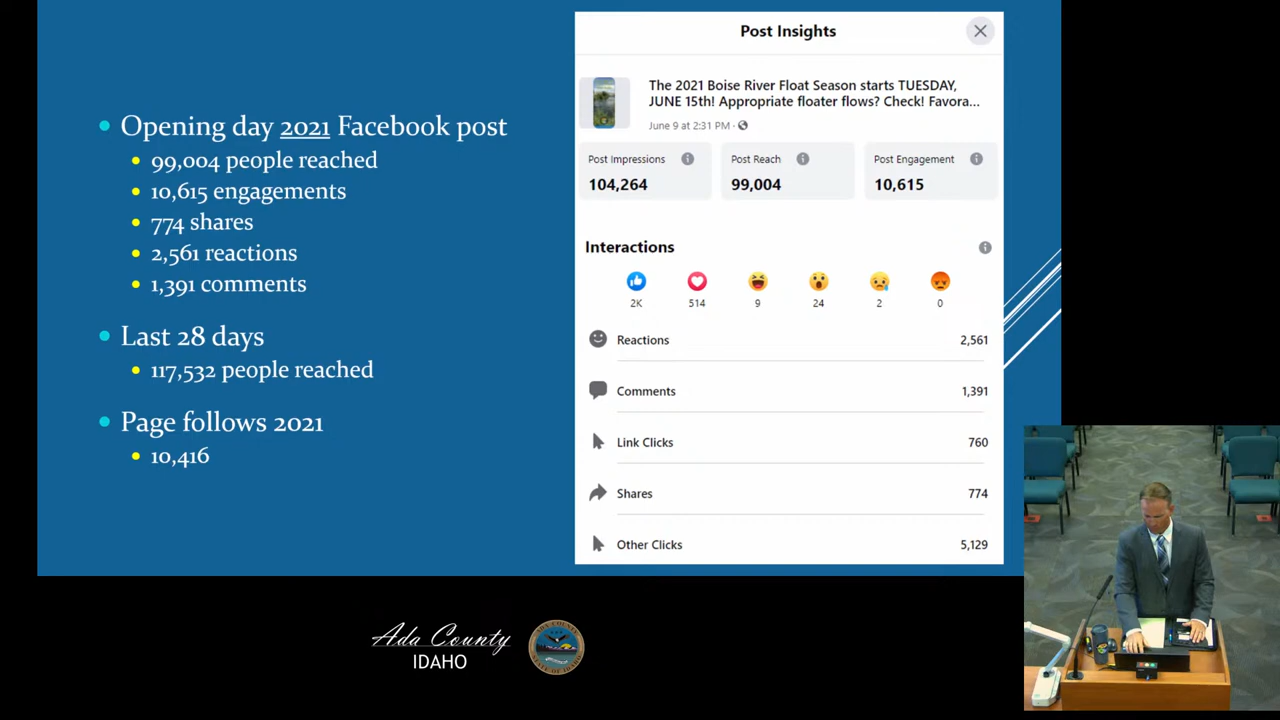 Opening day 2021 Facebook post
99,004 people reached
10,615 engagements
774 shares
2,561 reactions
1,391 comments
Last 28 days
117,532 people reached
Page follows 2021
10,416
Post Insights
The 2021 Boise River Float Season starts TUESDAY,
JUNE 15th! Appropriate floater flows? Check! Favora...
June 9 at 2:31 PM ·
Post Impressions
104,264
Post Reach
99,004
Post Engagement
10,615
Interactions
2K 514 9 24 2 0
Reactions 2,561
Comments 1,391
Link Clicks 760
Shares 774
Other Clicks 5,129
Ada County
IDAHO